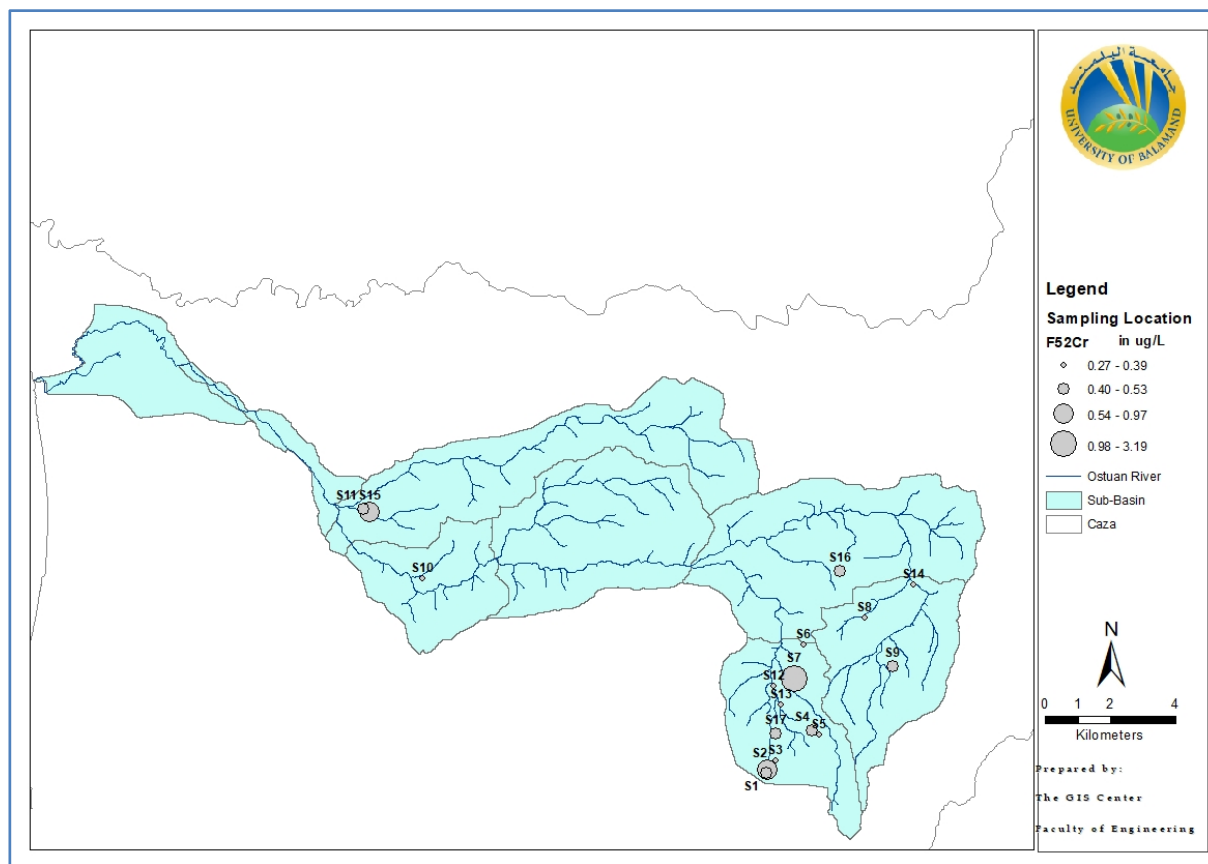 جامعة البلمند
UNIVERSITY OF BALAMAND
Legend
Sampling Location
F52Cr in ug/L
0.27 - 0.39
0.40 - 0.53
0.54 - 0.97
0.98 - 3.19
Ostuan River
Sub-Basin
Caza
S11 S15
S10
S16
S14
S8
S6
S7
S9
S12
S13
S4
S17
S5
S2
S3
S1
N
0 1 2 4
Kilometers
Prepared by:
The GIS Center
Faculty of Engineering